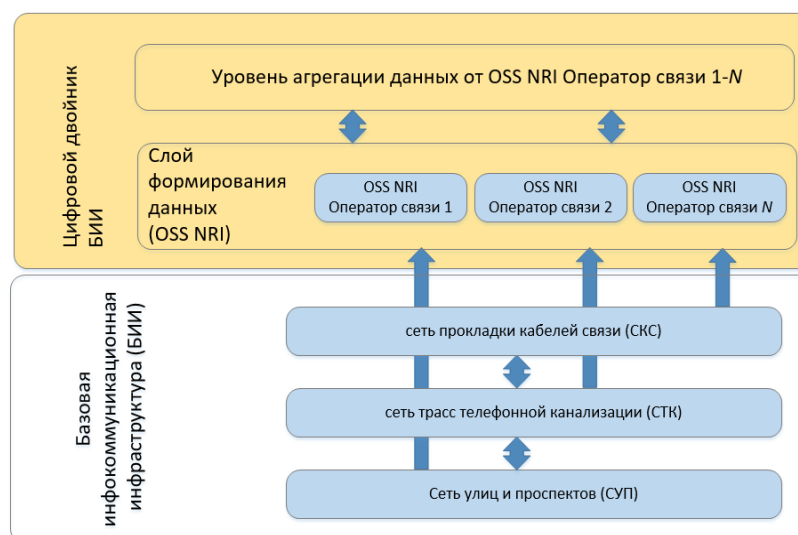 Цифровой двойник
БИИ
Уровень агрегации данных от OSS NRI Оператор связи 1-N
Слой
формирования
данных
(OSS NRI)
OSS NRI
Оператор связи 1
OSS NRI
Оператор связи 2
OSS NRI
Оператор связи N
Базовая
инфокоммуникационная
инфраструктура (БИИ)
сеть прокладки кабелей связи (СКС)
сеть трасс телефонной канализации (СТК)
Сеть улиц и проспектов (СУП)